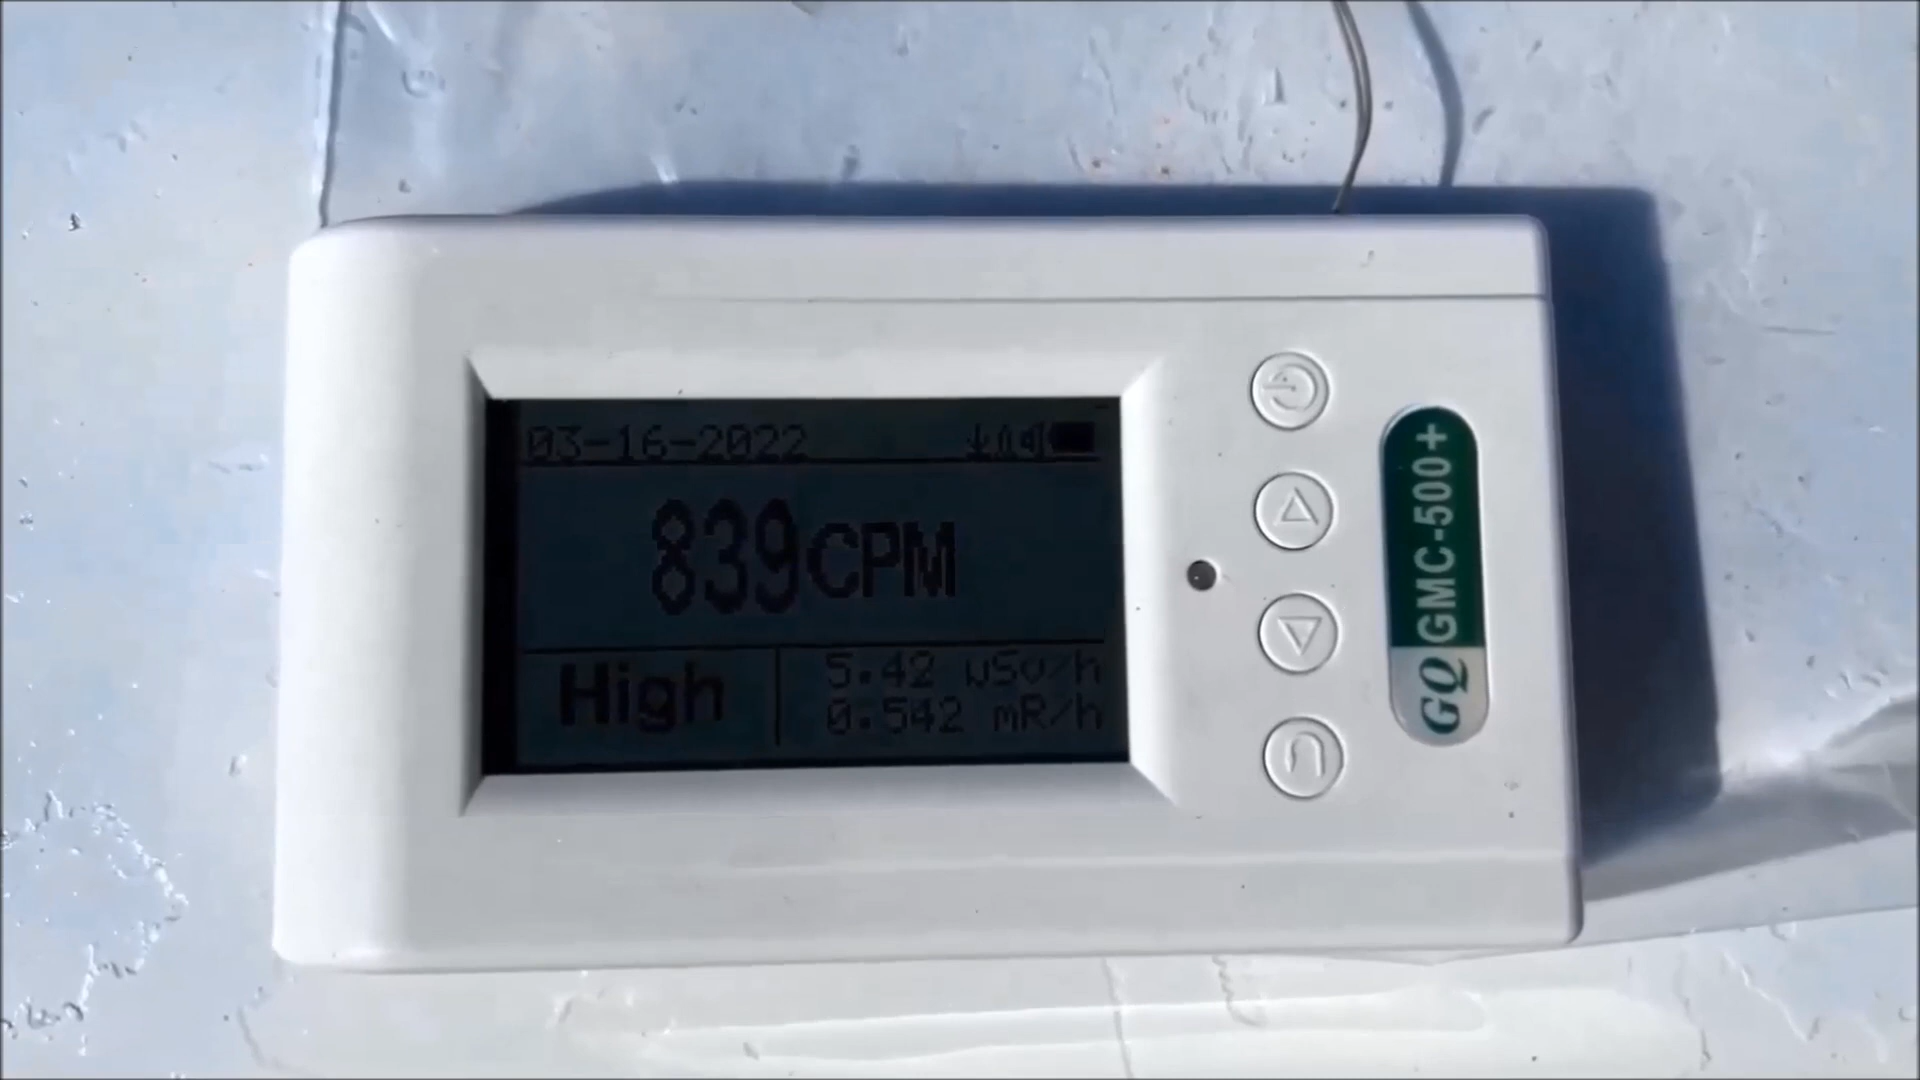 03-16-2022
839CPM
High
5.42 uSv/h
0.542 mR/h
GQ GMC-500+